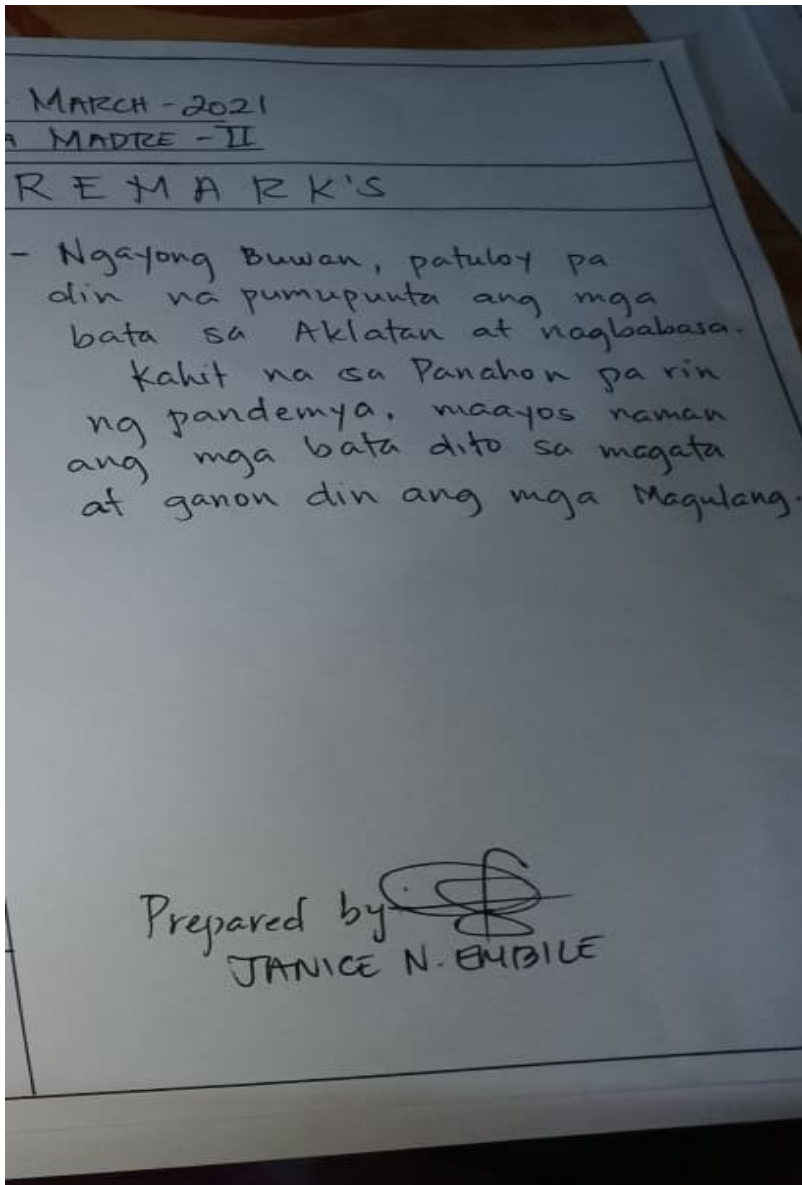 MARCH - 2021
A MADRE - II
REMARK'S
- Ngayong Buwan, patuloy pa
din na pumupunta ang mga
bata sa Aklatan at nagbabasa.
Kahit na sa Panahon pa rin
ng pandemya. maayos naman
ang mga bata dito sa magata
at ganon din ang mga Magulang.
Prepared by
JANICE N. EMBILE